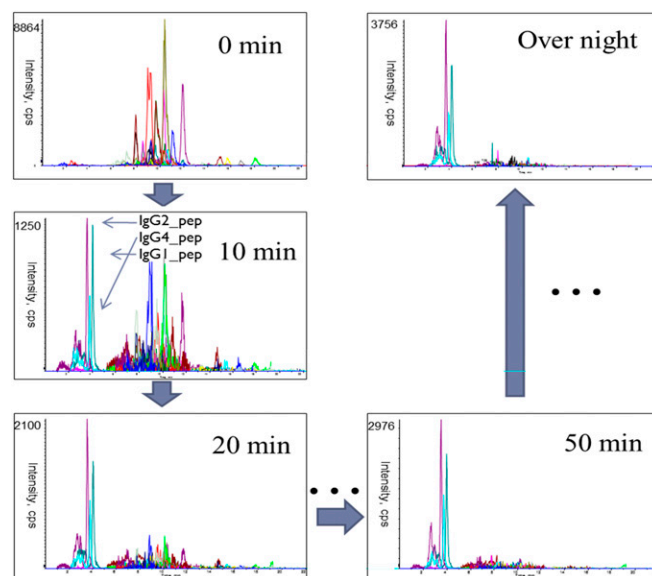 8864
0 min
Intensity, cps
1250
IgG2_pep
IgG4_pep
IgG1_pep
10 min
Intensity, cps
2100
20 min
Intensity, cps
• • •
2976
50 min
Intensity, cps
• • •
3756
Over night
Intensity, cps